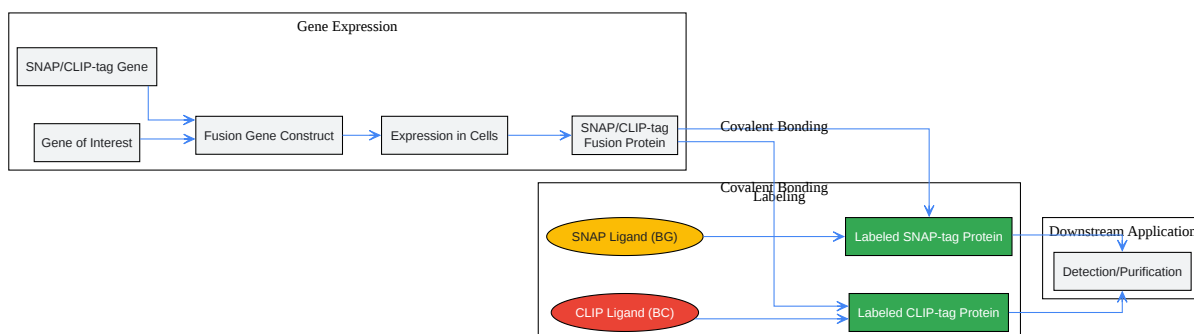 Gene Expression
SNAP/CLIP-tag Gene
Gene of Interest
Fusion Gene Construct
Expression in Cells
SNAP/CLIP-tag
Fusion Protein
Covalent Bonding
Covalent Bonding
Labeling
SNAP Ligand (BG)
Labeled SNAP-tag Protein
CLIP Ligand (BC)
Labeled CLIP-tag Protein
Downstream Application
Detection/Purification